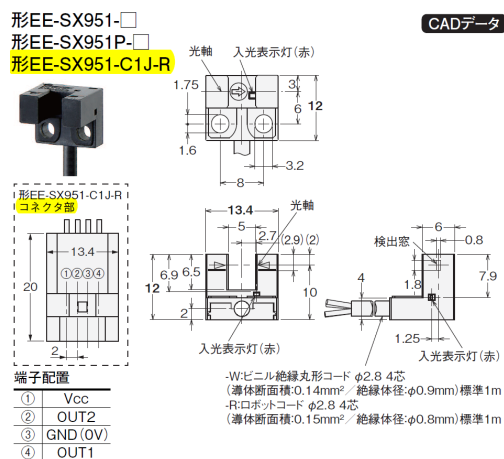 形EE-SX951-□
形EE-SX951P-□
形EE-SX951-C1J-R
CADデータ
光軸
入光表示灯(赤)
1.75
3
6
12
1.6
3.2
8
形EE-SX951-C1J-R
コネクタ部
13.4
①②③④
20
2
13.4
光軸
5
2.7
(2.9)(2)
12
6.9
6.5
10
2
入光表示灯(赤)
6
検出窓
0.8
4
1.8
7.9
1.25
入光表示灯(赤)
-W:ビニル絶縁丸形コード φ2.8 4芯
(導体断面積:0.14mm²/絶縁体径:φ0.9mm)標準1m
-R:ロボットコード φ2.8 4芯
(導体断面積:0.15mm²/絶縁体径:φ0.8mm)標準1m
端子配置
① Vcc
② OUT2
③ GND(0V)
④ OUT1